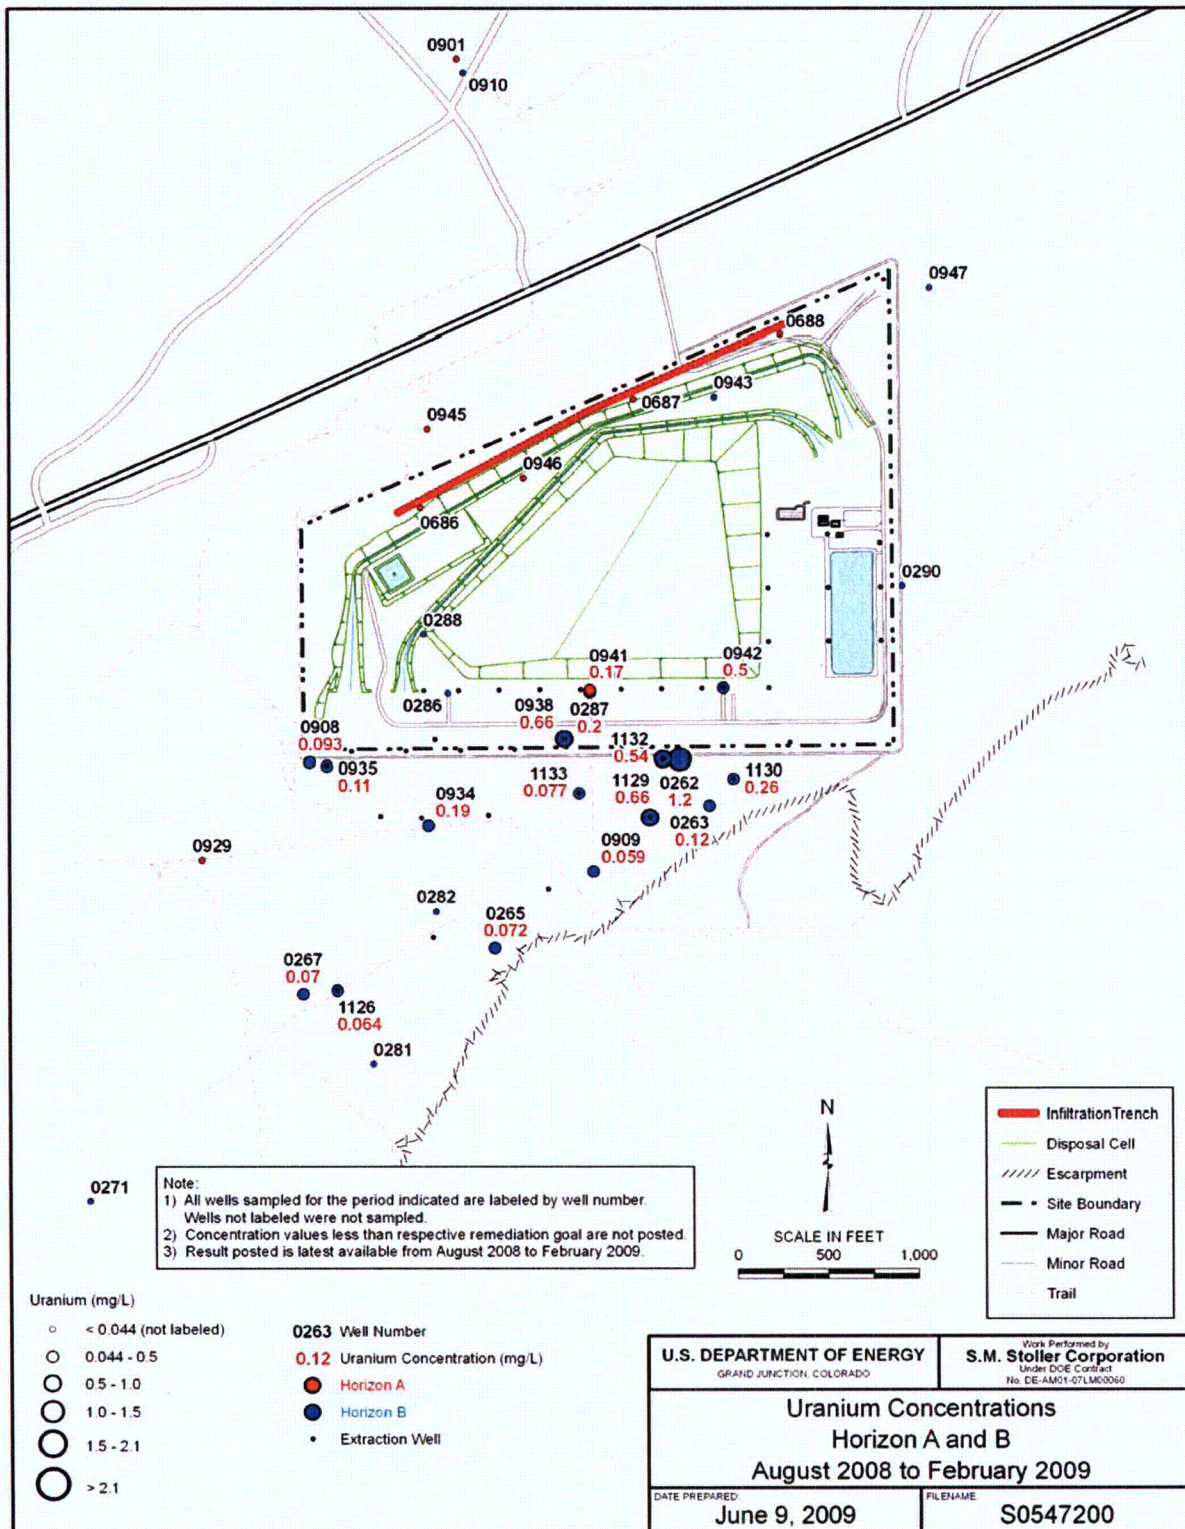 0901
0910
0947
0688
0943
0687
0945
0946
0686
0290
0288
0941
0.17
0942
0.5
0286
0938
0.66
0287
0.2
0908
0.093
1132
0.54
0935
0.11
1133
0.077
1129
0.66
0262
1.2
1130
0.26
0934
0.19
0263
0.12
0909
0.059
0929
0282
0265
0.072
0267
0.07
1126
0.064
0281
0271
Note:
1) All wells sampled for the period indicated are labeled by well number.
Wells not labeled were not sampled.
2) Concentration values less than respective remediation goal are not posted.
3) Result posted is latest available from August 2008 to February 2009.
N
SCALE IN FEET
0 500 1,000
Infiltration Trench
Disposal Cell
Escarpment
Site Boundary
Major Road
Minor Road
Trail
Uranium (mg/L)
< 0.044 (not labeled)
0.044 - 0.5
0.5 - 1.0
1.0 - 1.5
1.5 - 2.1
> 2.1
0263 Well Number
0.12 Uranium Concentration (mg/L)
Horizon A
Horizon B
Extraction Well
U.S. DEPARTMENT OF ENERGY
GRAND JUNCTION, COLORADO
Work Performed by
S.M. Stoller Corporation
Under DOE Contract
No. DE-AM01-07LM00060
Uranium Concentrations
Horizon A and B
August 2008 to February 2009
DATE PREPARED:
June 9, 2009
FILENAME:
S0547200